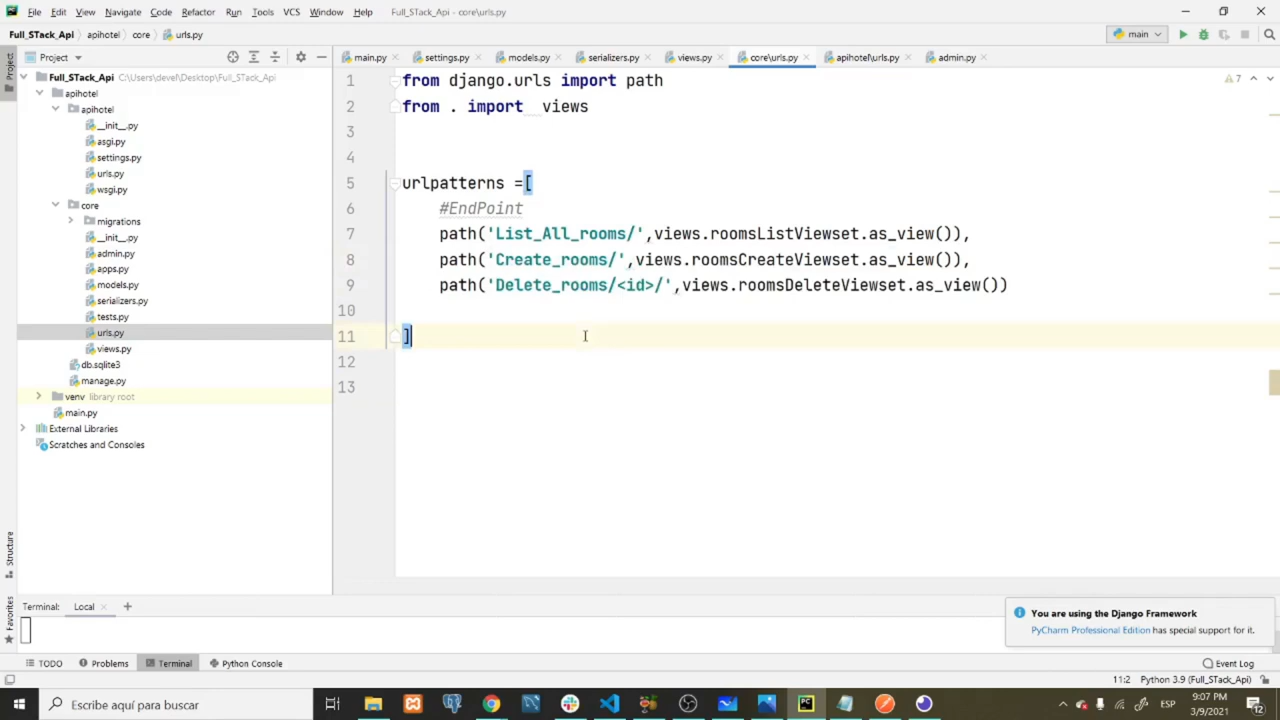 File Edit View Navigate Code Refactor Run Tools VCS Window Help Full_STack_Api - core\urls.py
Full_STack_Api apihotel core urls.py main
Project
Project
main.py settings.py models.py serializers.py views.py core\urls.py apihotel\urls.py admin.py
Full_STack_Api C:\Users\devel\Desktop\Full_STack_Api
apihotel
apihotel
__init__.py
asgi.py
settings.py
urls.py
wsgi.py
core
migrations
__init__.py
admin.py
apps.py
models.py
serializers.py
tests.py
urls.py
views.py
db.sqlite3
manage.py
venv library root
main.py
External Libraries
Scratches and Consoles
7
1 from django.urls import path
2 from . import  views
3
4
5 urlpatterns =[
6 #EndPoint
7 path('List_All_rooms/',views.roomsListViewset.as_view()),
8 path('Create_rooms/',views.roomsCreateViewset.as_view()),
9 path('Delete_rooms/<id>/',views.roomsDeleteViewset.as_view())
10
11 ]
12
13
Structure
Favorites
Terminal: Local +
You are using the Django Framework
PyCharm Professional Edition has special support for it.
TODO Problems Terminal Python Console Event Log
11:2 Python 3.9 (Full_STack_Api)
Escribe aquí para buscar
PC
ESP
9:07 PM
3/9/2021
12